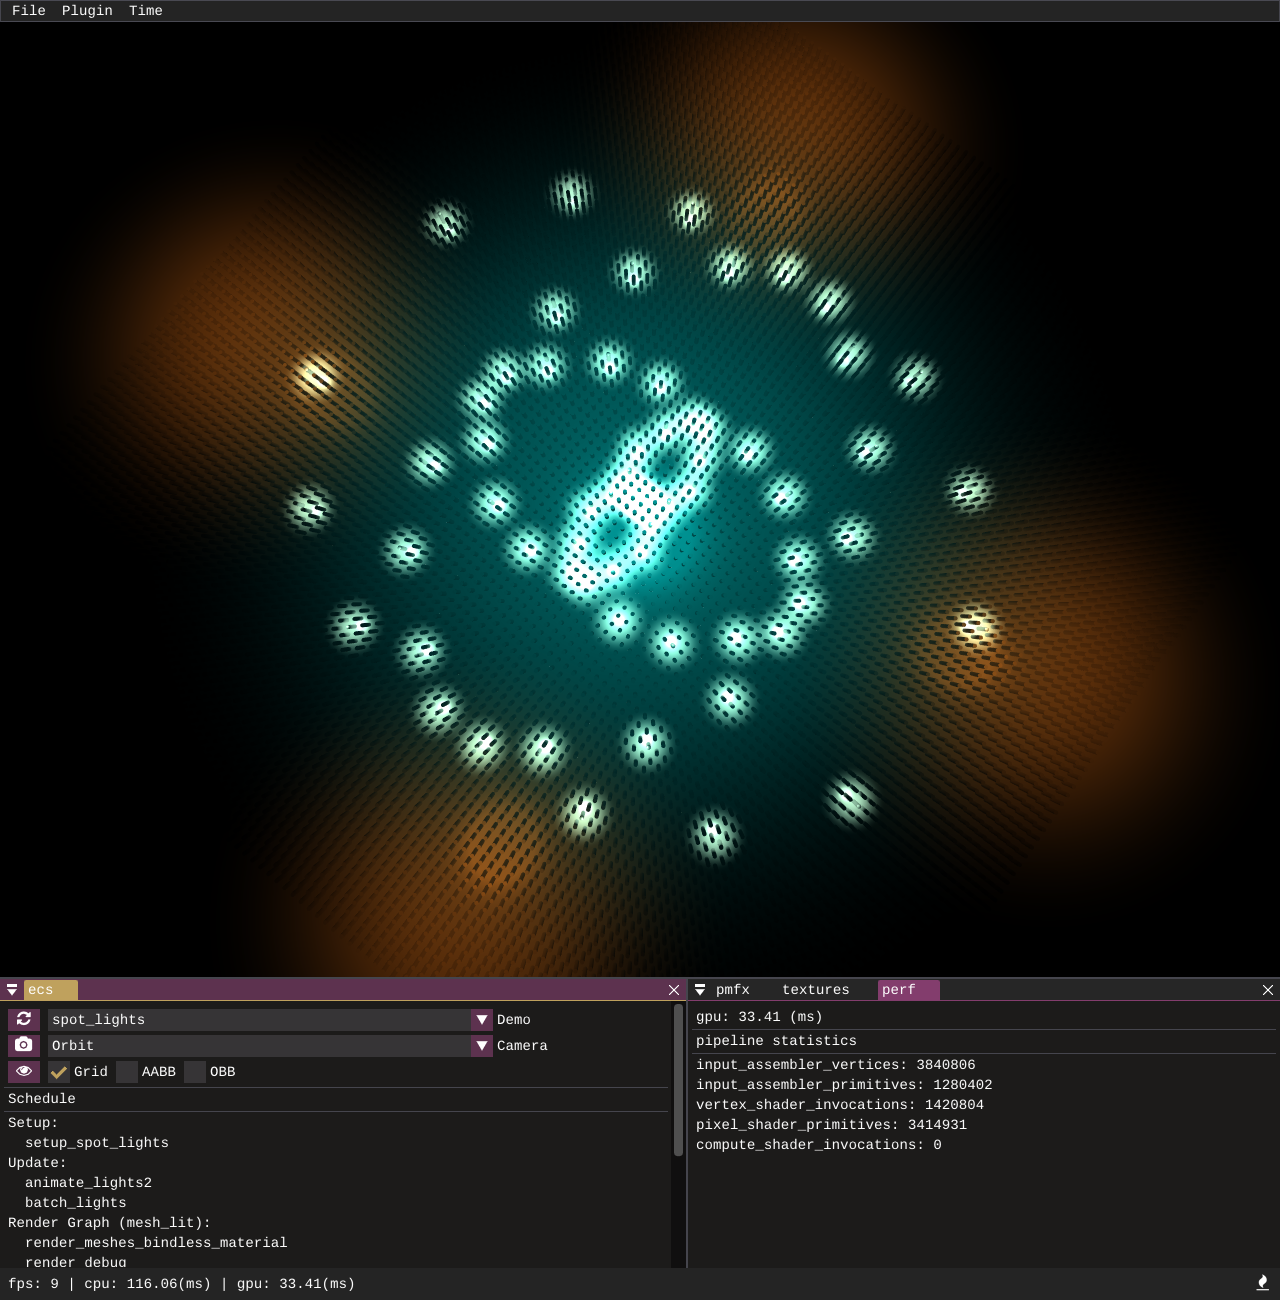 File Plugin Time
ecs
spot_lights Demo
Orbit Camera
Grid AABB OBB
Schedule
Setup:
setup_spot_lights
Update:
animate_lights2
batch_lights
Render Graph (mesh_lit):
render_meshes_bindless_material
render_debug
pmfx textures perf
gpu: 33.41 (ms)
pipeline statistics
input_assembler_vertices: 3840806
input_assembler_primitives: 1280402
vertex_shader_invocations: 1420804
pixel_shader_primitives: 3414931
compute_shader_invocations: 0
fps: 9 | cpu: 116.06(ms) | gpu: 33.41(ms)